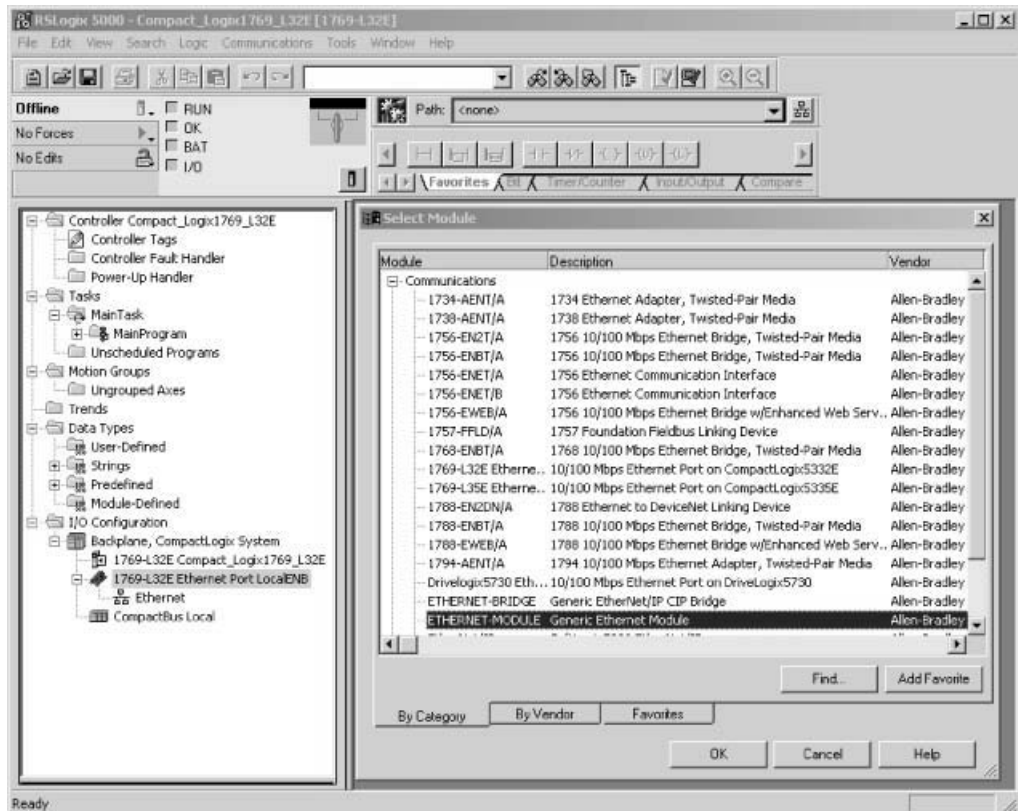 RSLogix 5000 - Compact_Logix1769_L32E [1769-L32E]
File Edit View Search Logic Communications Tools Window Help
Offline
RUN
No Forces
OK
No Edits
BAT
I/O
Path: <none>
Favorites Bit Timer/Counter Input/Output Compare
Controller Compact_Logix1769_L32E
Controller Tags
Controller Fault Handler
Power-Up Handler
Tasks
MainTask
MainProgram
Unscheduled Programs
Motion Groups
Ungrouped Axes
Trends
Data Types
User-Defined
Strings
Predefined
Module-Defined
I/O Configuration
Backplane, CompactLogix System
1769-L32E Compact_Logix1769_L32E
1769-L32E Ethernet Port LocalENB
Ethernet
CompactBus Local
Select Module
Module Description Vendor
Communications
1734-AENT/A 1734 Ethernet Adapter, Twisted-Pair Media Allen-Bradley
1738-AENT/A 1738 Ethernet Adapter, Twisted-Pair Media Allen-Bradley
1756-EN2T/A 1756 10/100 Mbps Ethernet Bridge, Twisted-Pair Media Allen-Bradley
1756-ENBT/A 1756 10/100 Mbps Ethernet Bridge, Twisted-Pair Media Allen-Bradley
1756-ENET/A 1756 Ethernet Communication Interface Allen-Bradley
1756-ENET/B 1756 Ethernet Communication Interface Allen-Bradley
1756-EWEB/A 1756 10/100 Mbps Ethernet Bridge w/Enhanced Web Serv.. Allen-Bradley
1757-FFLD/A 1757 Foundation Fieldbus Linking Device Allen-Bradley
1768-ENBT/A 1768 10/100 Mbps Ethernet Bridge, Twisted-Pair Media Allen-Bradley
1769-L32E Etherne... 10/100 Mbps Ethernet Port on CompactLogix5332E Allen-Bradley
1769-L35E Etherne... 10/100 Mbps Ethernet Port on CompactLogix5335E Allen-Bradley
1788-EN2DN/A 1788 Ethernet to DeviceNet Linking Device Allen-Bradley
1788-ENBT/A 1788 10/100 Mbps Ethernet Bridge, Twisted-Pair Media Allen-Bradley
1788-EWEB/A 1788 10/100 Mbps Ethernet Bridge w/Enhanced Web Serv.. Allen-Bradley
1794-AENT/A 1794 10/100 Mbps Ethernet Adapter, Twisted-Pair Media Allen-Bradley
Drivelogix5730 Eth... 10/100 Mbps Ethernet Port on DriveLogix5730 Allen-Bradley
ETHERNET-BRIDGE Generic EtherNet/IP CIP Bridge Allen-Bradley
ETHERNET-MODULE Generic Ethernet Module Allen-Bradley
Find... Add Favorite
By Category By Vendor Favorites
OK Cancel Help
Ready